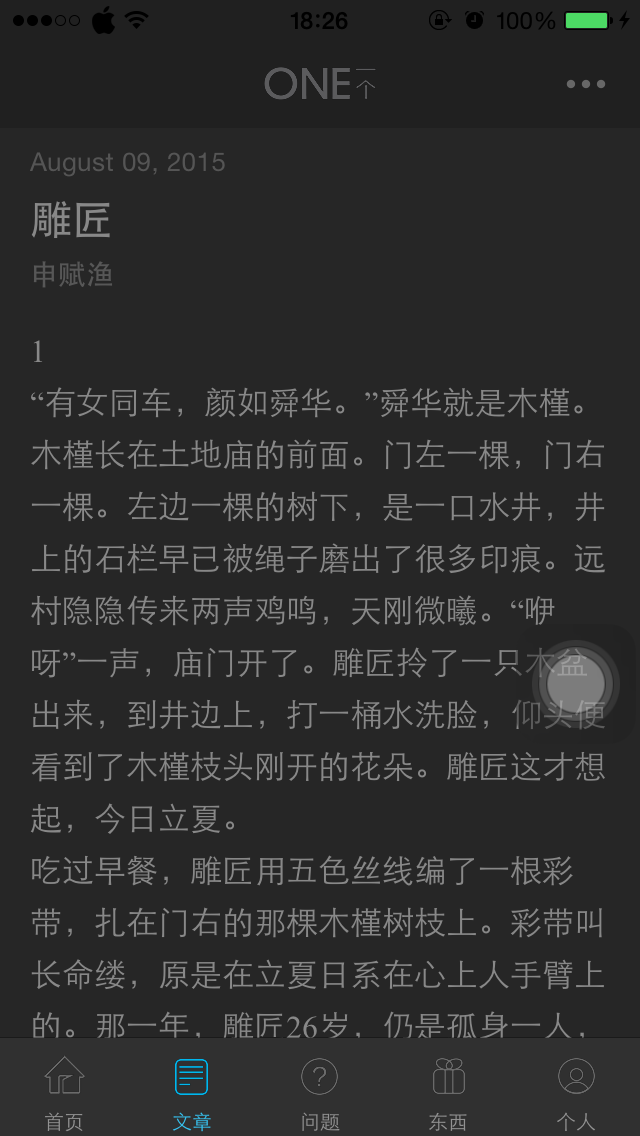 18:26
100%
ONE一个
August 09, 2015
雕匠
申赋渔
1
“有女同车，颜如舜华。”舜华就是木槿。
木槿长在土地庙的前面。门左一棵，门右
一棵。左边一棵的树下，是一口水井，井
上的石栏早已被绳子磨出了很多印痕。远
村隐隐传来两声鸡鸣，天刚微曦。“咿
呀”一声，庙门开了。雕匠拎了一只木盆
出来，到井边上，打一桶水洗脸，仰头便
看到了木槿枝头刚开的花朵。雕匠这才想
起，今日立夏。
吃过早餐，雕匠用五色丝线编了一根彩
带，扎在门右的那棵木槿树枝上。彩带叫
长命缕，原是在立夏日系在心上人手臂上
的。那一年，雕匠26岁，仍是孤身一人，
首页
文章
问题
东西
个人